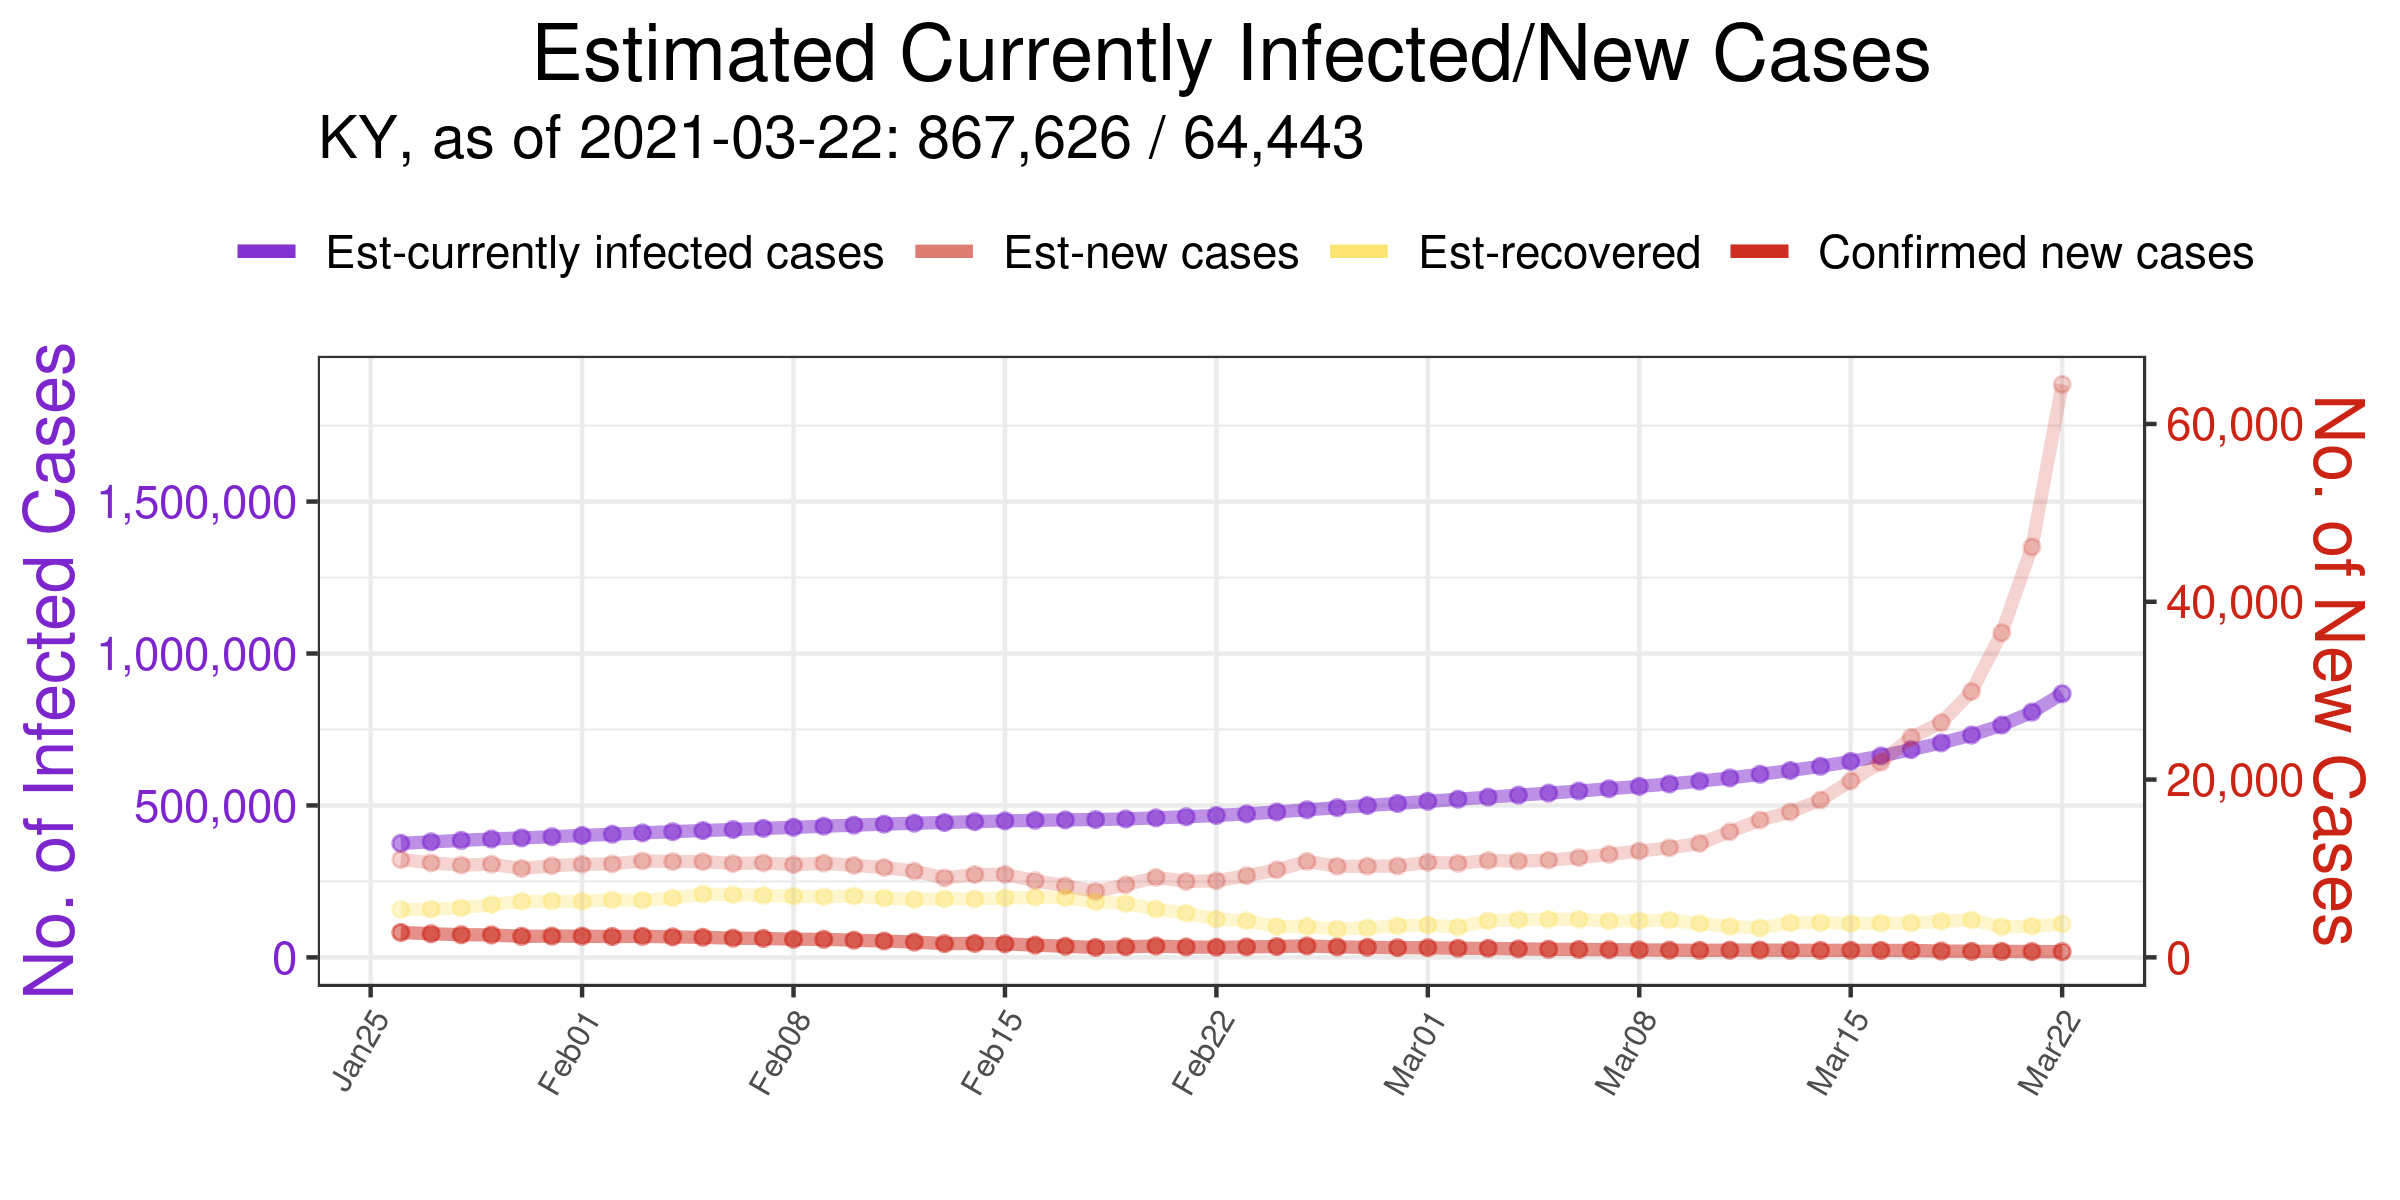 Estimated Currently Infected/New Cases
KY, as of 2021-03-22: 867,626 / 64,443
Est-currently infected cases Est-new cases Est-recovered Confirmed new cases
No. of Infected Cases
1,500,000
1,000,000
500,000
0
60,000
40,000
20,000
0
No. of New Cases
Jan25 Feb01 Feb08 Feb15 Feb22 Mar01 Mar08 Mar15 Mar22